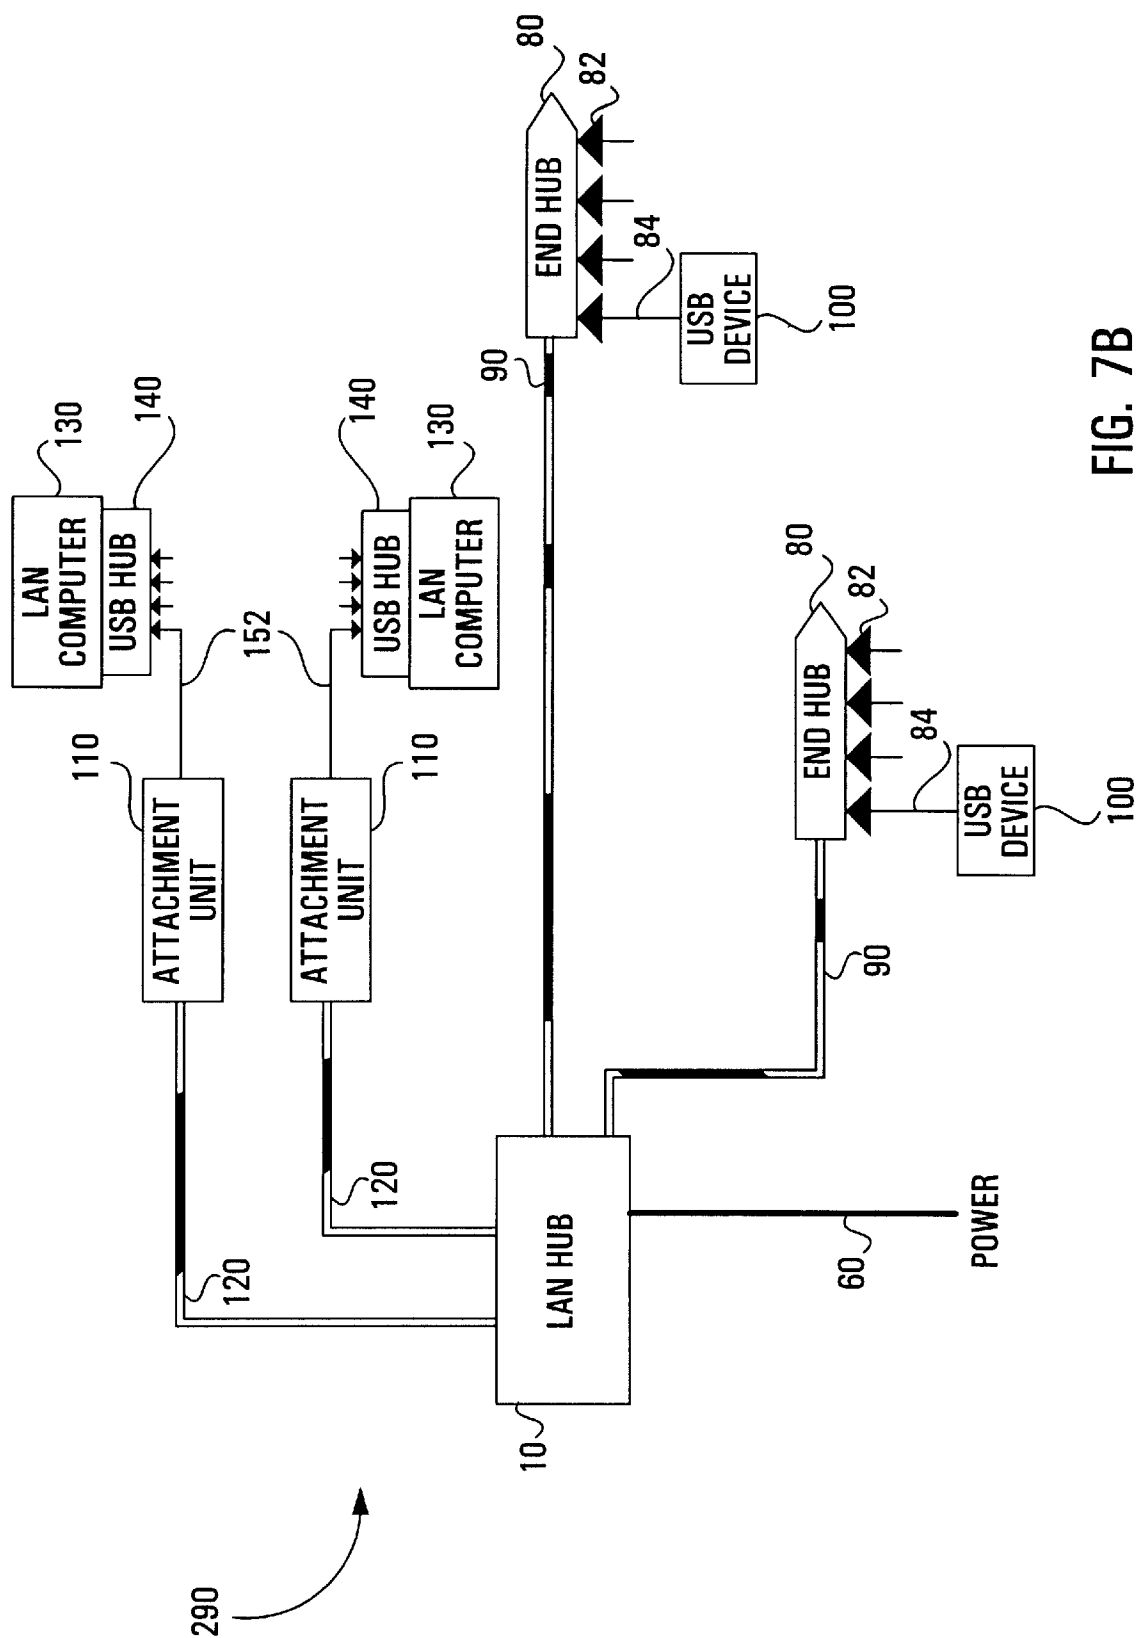 LAN
COMPUTER
130
USB HUB
140
110
ATTACHMENT
UNIT
152
120
140
USB HUB
LAN
COMPUTER
130
110
ATTACHMENT
UNIT
120
290
10
LAN HUB
60
POWER
90
END HUB
80
82
84
USB
DEVICE
100
90
END HUB
80
82
84
USB
DEVICE
100
FIG. 7B